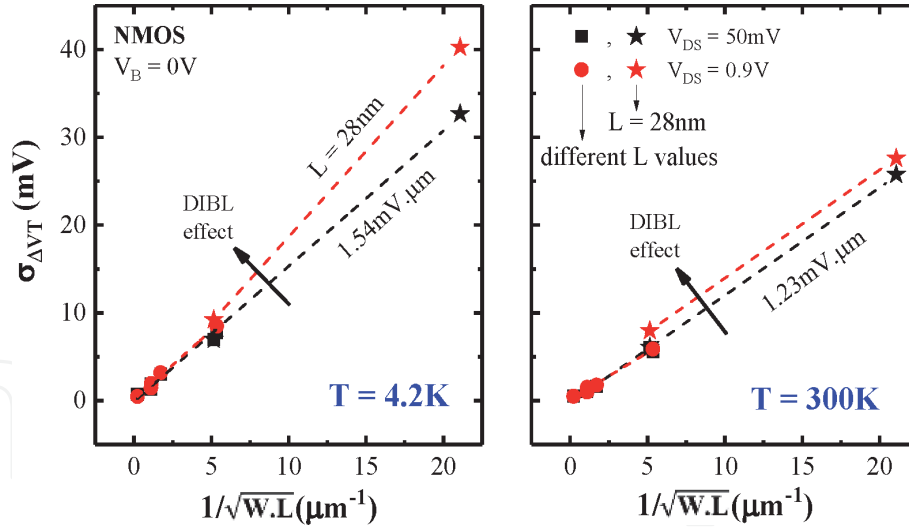 NMOS
V_B = 0V
L = 28nm
DIBL
effect
1.54mV.μm
T = 4.2K
σ_ΔVT (mV)
40
30
20
10
0
0 5 10 15 20
1/√W.L(μm⁻¹)
■ , ★ V_DS = 50mV
● , ★ V_DS = 0.9V
L = 28nm
different L values
DIBL
effect
1.23mV.μm
T = 300K
0 5 10 15 20
1/√W.L(μm⁻¹)